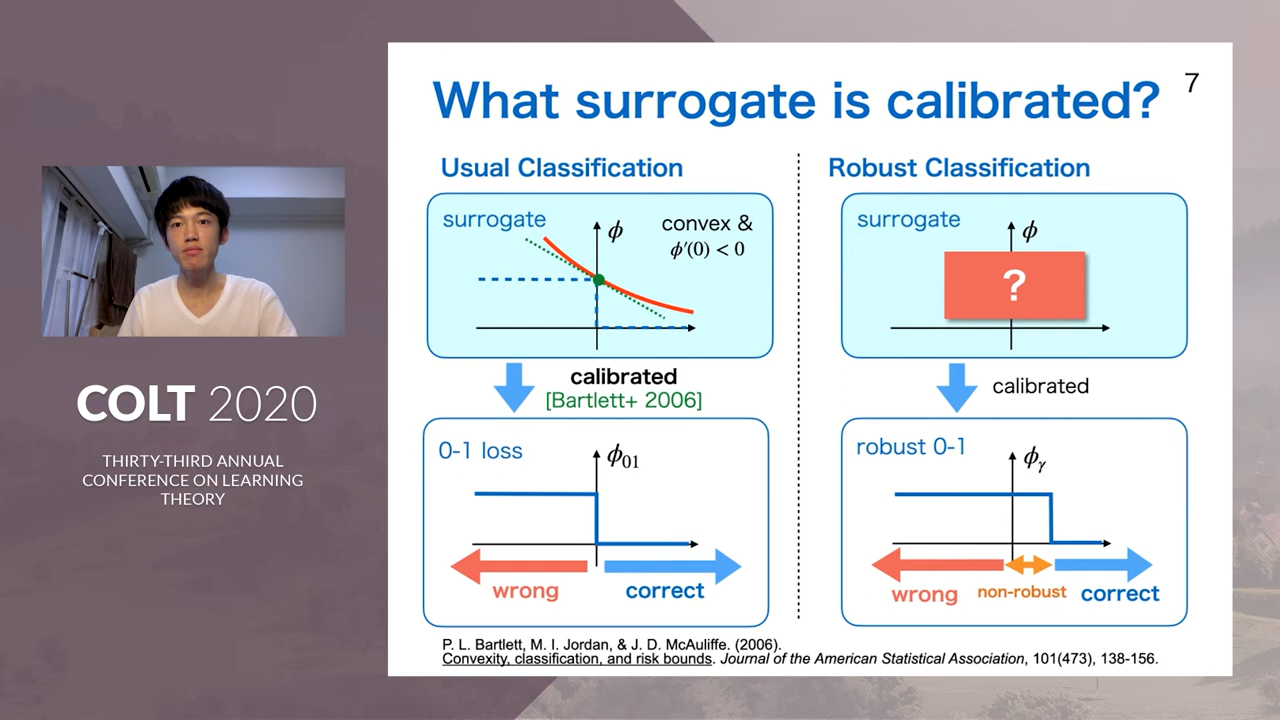 What surrogate is calibrated?
7
Usual Classification
surrogate
ϕ
convex &
ϕ′(0) < 0
calibrated
[Bartlett+ 2006]
0-1 loss
ϕ01
wrong
correct
Robust Classification
surrogate
ϕ
?
calibrated
robust 0-1
ϕγ
wrong
non-robust
correct
P. L. Bartlett, M. I. Jordan, & J. D. McAuliffe. (2006).
Convexity, classification, and risk bounds. Journal of the American Statistical Association, 101(473), 138-156.
COLT 2020
THIRTY-THIRD ANNUAL
CONFERENCE ON LEARNING
THEORY